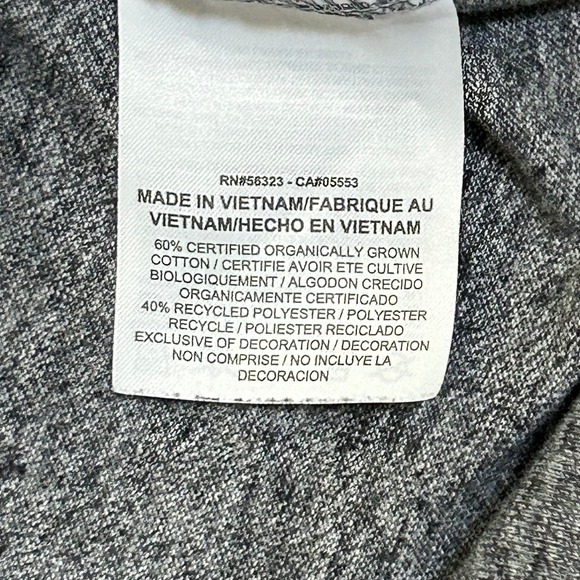 RN#56323 - CA#05553
MADE IN VIETNAM/FABRIQUE AU
VIETNAM/HECHO EN VIETNAM
60% CERTIFIED ORGANICALLY GROWN
COTTON / CERTIFIE AVOIR ETE CULTIVE
BIOLOGIQUEMENT / ALGODON CRECIDO
ORGANICAMENTE CERTIFICADO
40% RECYCLED POLYESTER / POLYESTER
RECYCLE / POLIESTER RECICLADO
EXCLUSIVE OF DECORATION / DECORATION
NON COMPRISE / NO INCLUYE LA
DECORACION